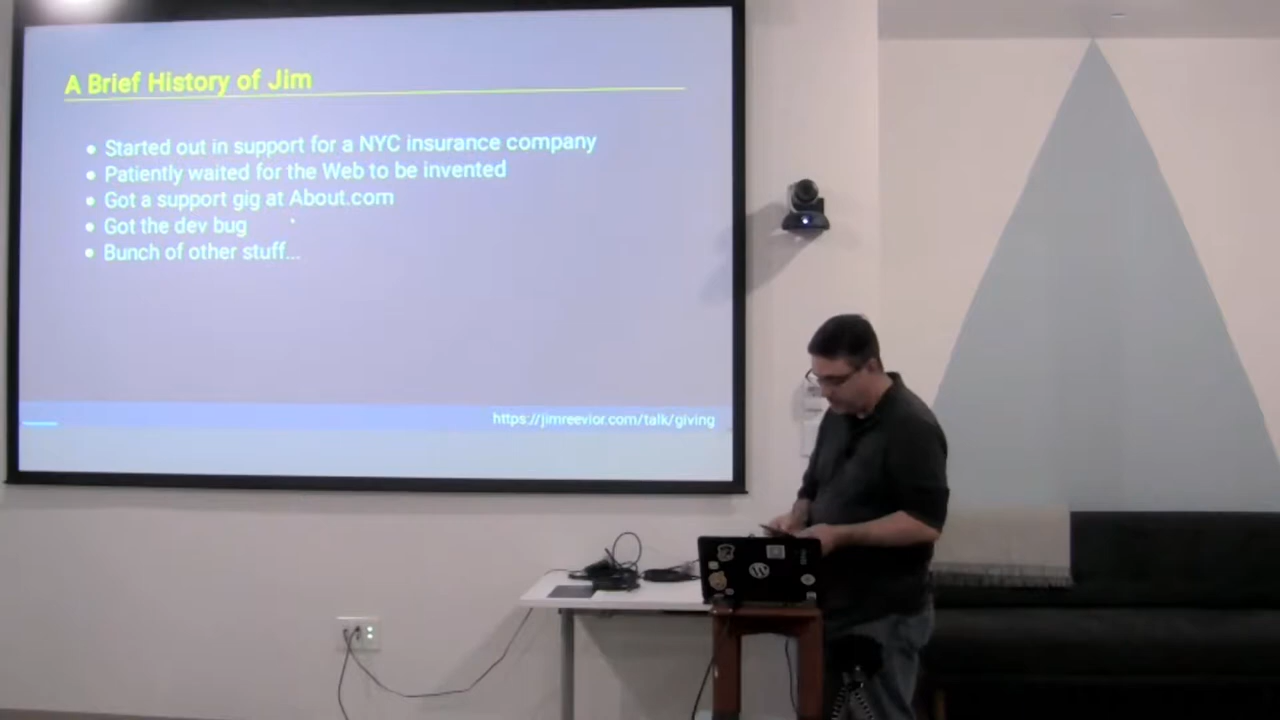 A Brief History of Jim
Started out in support for a NYC insurance company
Patiently waited for the Web to be invented
Got a support gig at About.com
Got the dev bug
Bunch of other stuff...
https://jimreevior.com/talk/giving